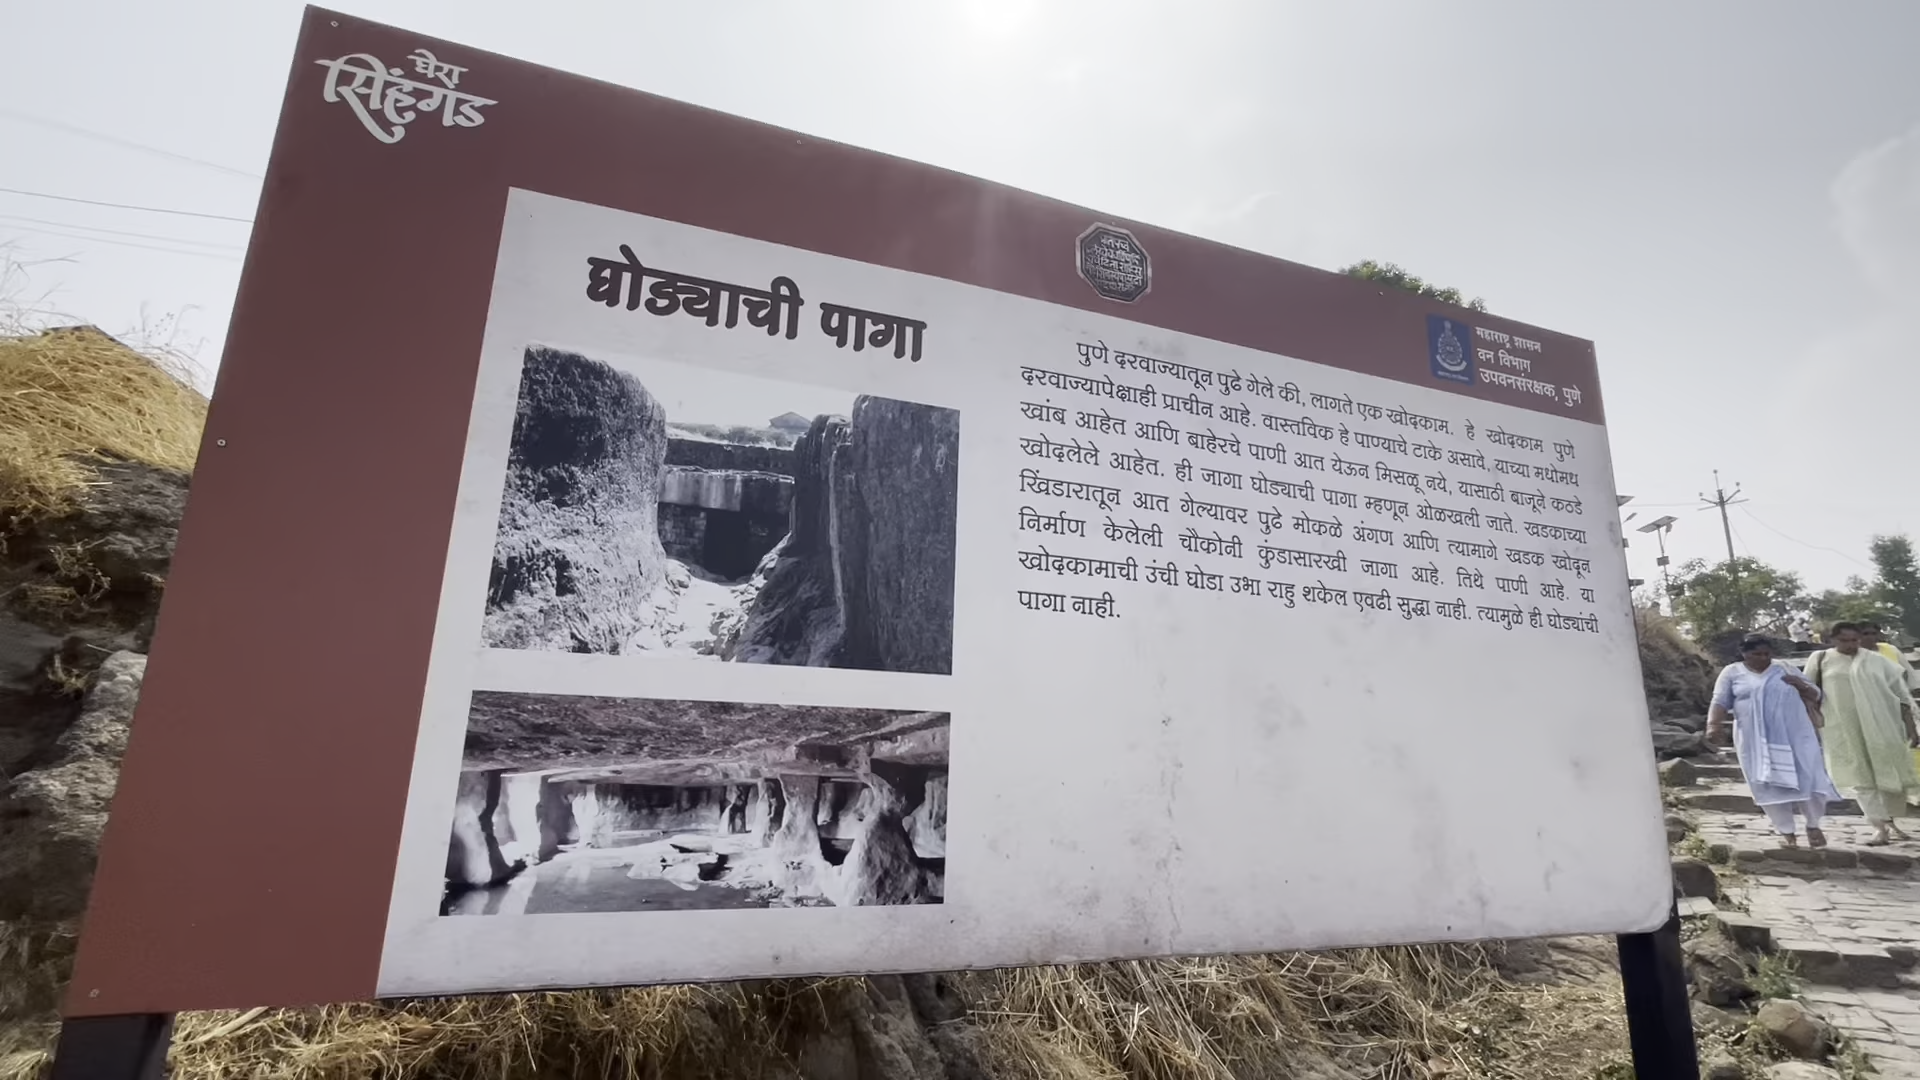 घेरा
सिंहगड
महाराष्ट्र शासन
वन विभाग
उपवनसंरक्षक, पुणे
घोड्याची पागा
पुणे दरवाज्यातून पुढे गेले की, लागते एक खोदकाम. हे खोदकाम पुणे
दरवाज्यापेक्षाही प्राचीन आहे. वास्तविक हे पाण्याचे टाके असावे, याच्या मधोमध
खांब आहेत आणि बाहेरचे पाणी आत येऊन मिसळू नये, यासाठी बाजूने कठडे
खोदलेले आहेत. ही जागा घोड्याची पागा म्हणून ओळखली जाते. खडकाच्या
खिंडारातून आत गेल्यावर पुढे मोकळे अंगण आणि त्यामागे खडक खोदून
निर्माण केलेली चौकोनी कुंडासारखी जागा आहे. तिथे पाणी आहे. या
खोदकामाची उंची घोडा उभा राहु शकेल एवढी सुद्धा नाही. त्यामुळे ही घोड्यांची
पागा नाही.